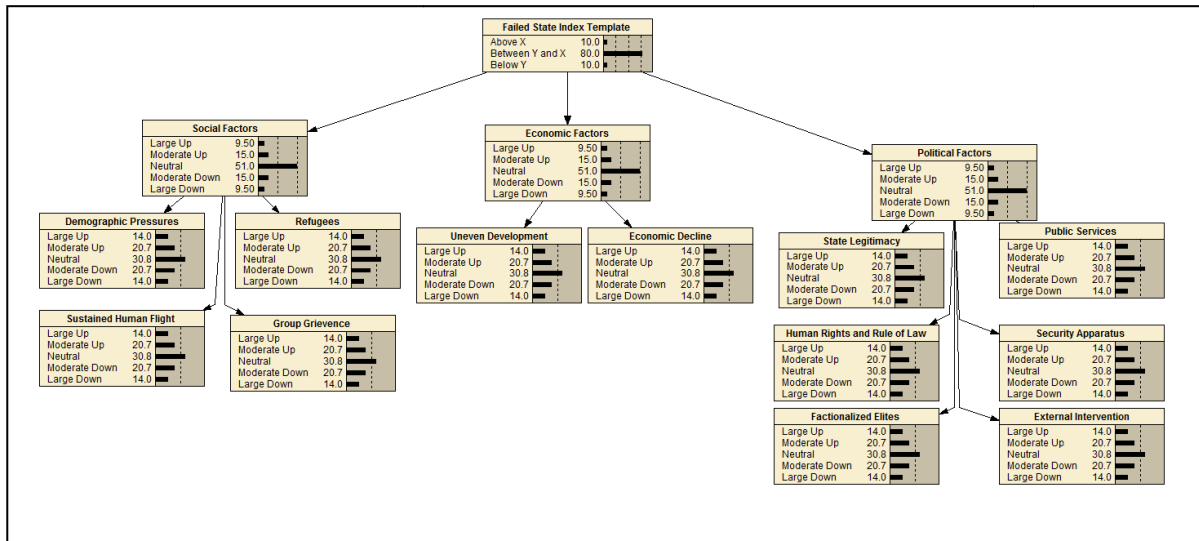 Failed State Index Template
Above X 10.0
Between Y and X 80.0
Below Y 10.0
Social Factors
Large Up 9.50
Moderate Up 15.0
Neutral 51.0
Moderate Down 15.0
Large Down 9.50
Economic Factors
Large Up 9.50
Moderate Up 15.0
Neutral 51.0
Moderate Down 15.0
Large Down 9.50
Political Factors
Large Up 9.50
Moderate Up 15.0
Neutral 51.0
Moderate Down 15.0
Large Down 9.50
Demographic Pressures
Large Up 14.0
Moderate Up 20.7
Neutral 30.8
Moderate Down 20.7
Large Down 14.0
Refugees
Large Up 14.0
Moderate Up 20.7
Neutral 30.8
Moderate Down 20.7
Large Down 14.0
Uneven Development
Large Up 14.0
Moderate Up 20.7
Neutral 30.8
Moderate Down 20.7
Large Down 14.0
Economic Decline
Large Up 14.0
Moderate Up 20.7
Neutral 30.8
Moderate Down 20.7
Large Down 14.0
State Legitimacy
Large Up 14.0
Moderate Up 20.7
Neutral 30.8
Moderate Down 20.7
Large Down 14.0
Public Services
Large Up 14.0
Moderate Up 20.7
Neutral 30.8
Moderate Down 20.7
Large Down 14.0
Sustained Human Flight
Large Up 14.0
Moderate Up 20.7
Neutral 30.8
Moderate Down 20.7
Large Down 14.0
Group Grievence
Large Up 14.0
Moderate Up 20.7
Neutral 30.8
Moderate Down 20.7
Large Down 14.0
Human Rights and Rule of Law
Large Up 14.0
Moderate Up 20.7
Neutral 30.8
Moderate Down 20.7
Large Down 14.0
Security Apparatus
Large Up 14.0
Moderate Up 20.7
Neutral 30.8
Moderate Down 20.7
Large Down 14.0
Factionalized Elites
Large Up 14.0
Moderate Up 20.7
Neutral 30.8
Moderate Down 20.7
Large Down 14.0
External Intervention
Large Up 14.0
Moderate Up 20.7
Neutral 30.8
Moderate Down 20.7
Large Down 14.0